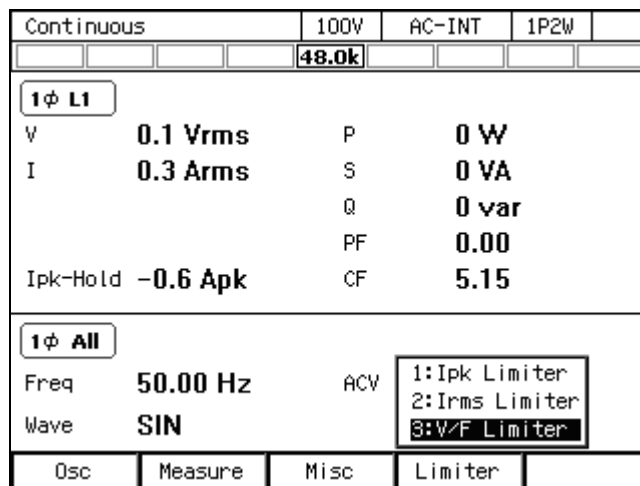 Continuous 100V AC-INT 1P2W
48.0k
1ϕ L1
V 0.1 Vrms P 0 W
I 0.3 Arms S 0 VA
Q 0 var
PF 0.00
Ipk-Hold -0.6 Apk CF 5.15
1ϕ All
Freq 50.00 Hz ACV
Wave SIN
1:Ipk Limiter
2:Irms Limiter
3:V/F Limiter
Osc Measure Misc Limiter